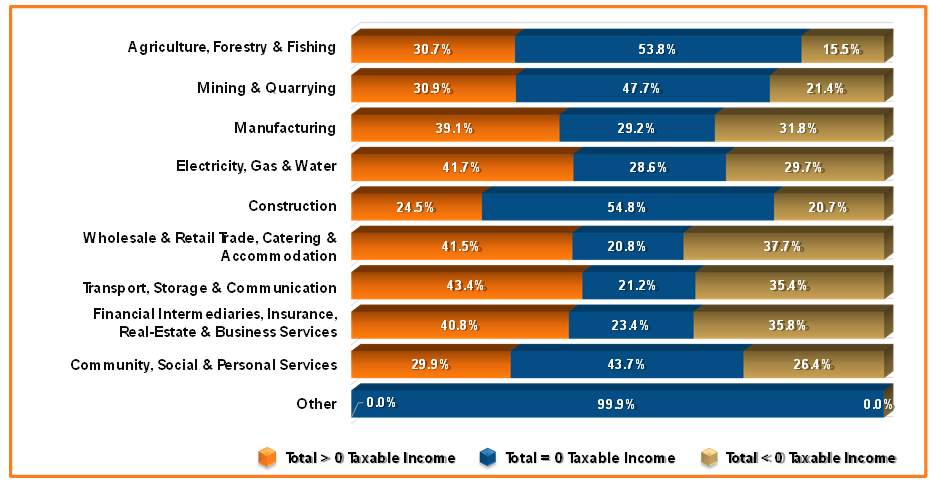 Agriculture, Forestry & Fishing 30.7% 53.8% 15.5%
Mining & Quarrying 30.9% 47.7% 21.4%
Manufacturing 39.1% 29.2% 31.8%
Electricity, Gas & Water 41.7% 28.6% 29.7%
Construction 24.5% 54.8% 20.7%
Wholesale & Retail Trade, Catering &
Accommodation 41.5% 20.8% 37.7%
Transport, Storage & Communication 43.4% 21.2% 35.4%
Financial Intermediaries, Insurance,
Real-Estate & Business Services 40.8% 23.4% 35.8%
Community, Social & Personal Services 29.9% 43.7% 26.4%
Other 0.0% 99.9% 0.0%
Total > 0 Taxable Income Total = 0 Taxable Income Total < 0 Taxable Income